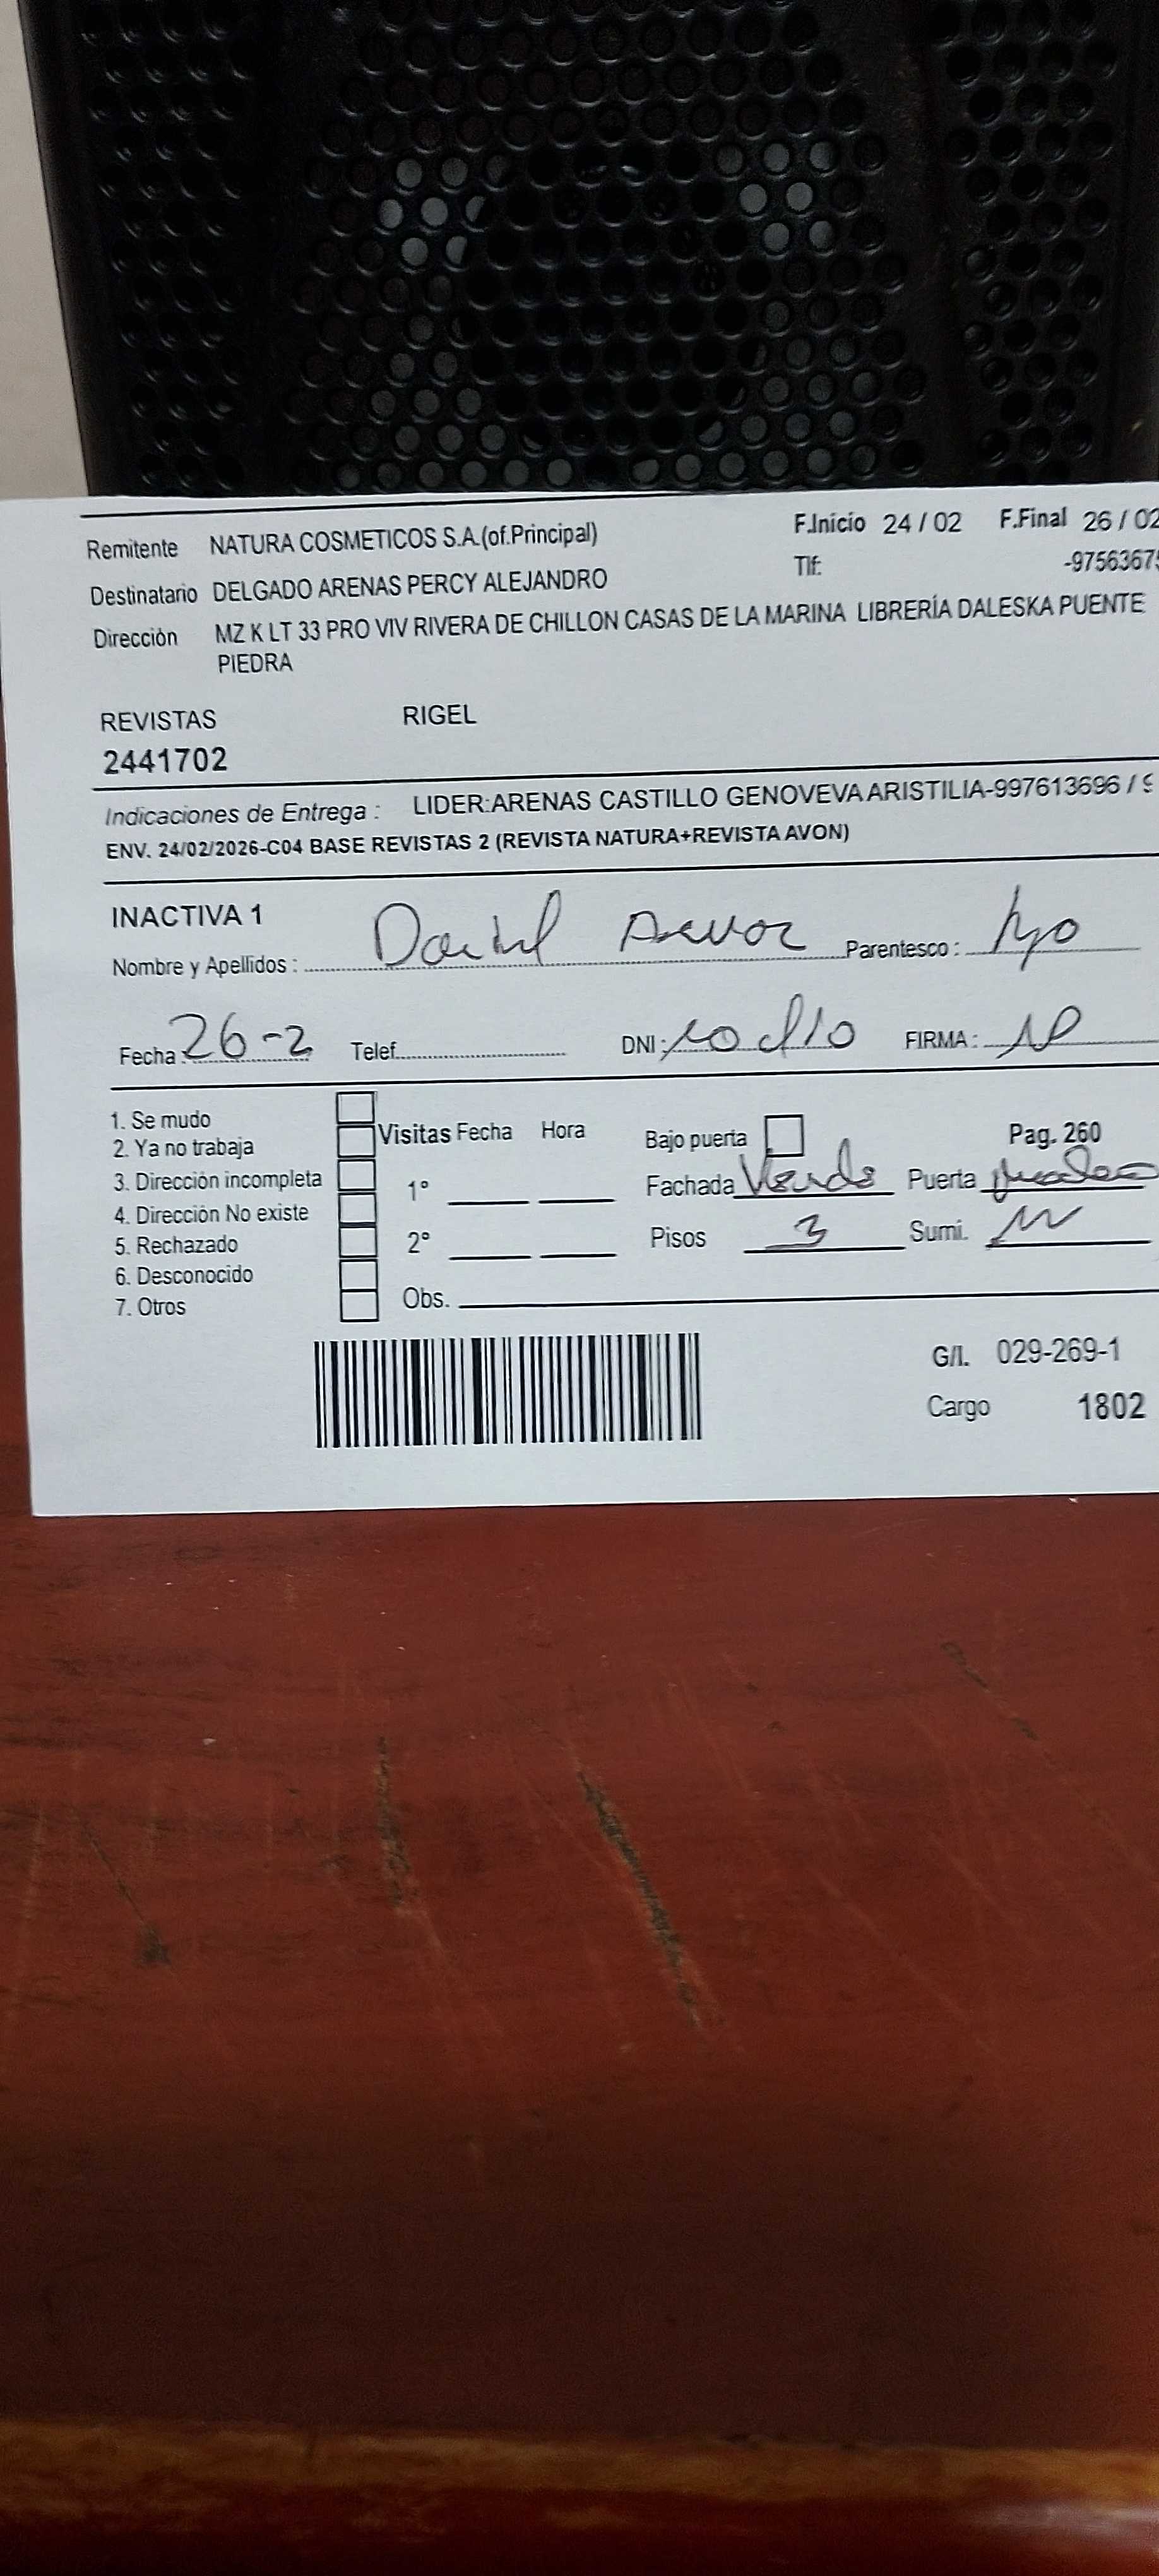 Remitente NATURA COSMETICOS S.A.(of.Principal) F.Inicio 24 / 02 F.Final 26 / 02
Destinatario DELGADO ARENAS PERCY ALEJANDRO Tlf: -9756367
Dirección MZ K LT 33 PRO VIV RIVERA DE CHILLON CASAS DE LA MARINA LIBRERÍA DALESKA PUENTE
PIEDRA
REVISTAS RIGEL
2441702
Indicaciones de Entrega : LIDER:ARENAS CASTILLO GENOVEVA ARISTILIA-997613696 / 9
ENV. 24/02/2026-C04 BASE REVISTAS 2 (REVISTA NATURA+REVISTA AVON)
INACTIVA 1
Nombre y Apellidos : Parentesco : hijo
Fecha : 26-2 Telef. DNI : FIRMA :
1. Se mudo
2. Ya no trabaja Visitas Fecha Hora Bajo puerta Pag. 260
3. Dirección incompleta 1° Fachada Verde Puerta
4. Dirección No existe
5. Rechazado 2° Pisos 3 Sumi.
6. Desconocido
7. Otros Obs.
G/I. 029-269-1
Cargo 1802